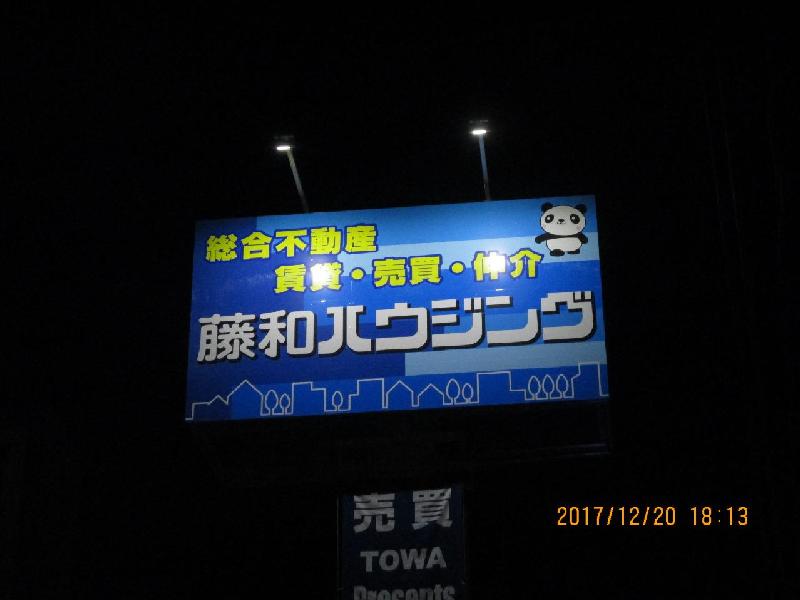 総合不動産
賃貸・売買・仲介
藤和ハウジング
売買
TOWA
Presents
2017/12/20 18:13